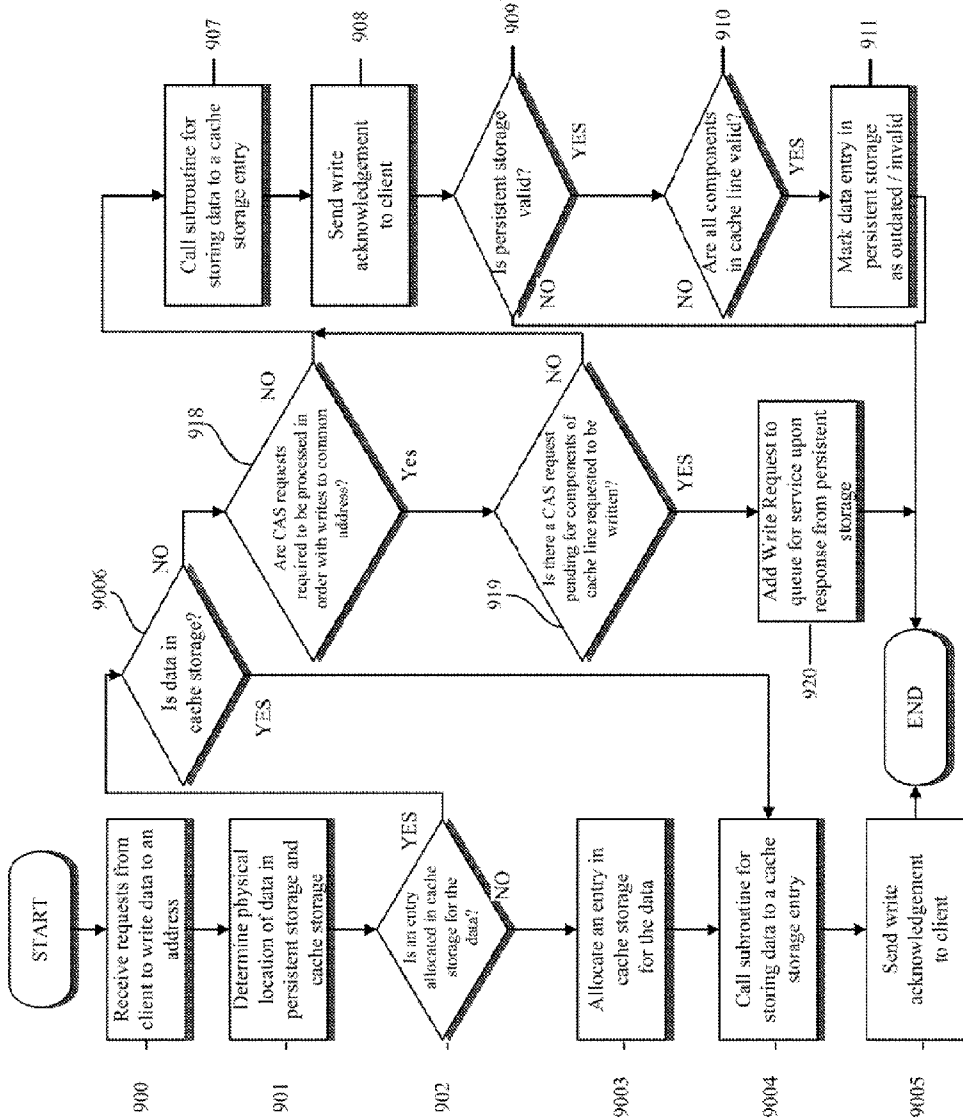 START
900
Receive requests from
client to write data to an
address
901
Determine physical
location of data in
persistent storage and
cache storage
902
Is an entry
allocated in cache
storage for the
data?
YES
NO
9003
Allocate an entry in
cache storage
for the data
9004
Call subroutine for
storing data to a cache
storage entry
9005
Send write
acknowledgement
to client
9006
Is data in
cache storage?
NO
YES
918
Are CAS requests
required to be processed in
order with writes to common
address?
NO
Yes
919
Is there a CAS request
pending for components of
cache line requested to be
written?
NO
YES
920
Add Write Request to
queue for service upon
response from persistent
storage
END
907
Call subroutine for
storing data to a cache
storage entry
908
Send write
acknowledgement
to client
909
Is persistent storage
valid?
NO
YES
910
Are all components
in cache line valid?
NO
YES
911
Mark data entry in
persistent storage
as outdated / invalid